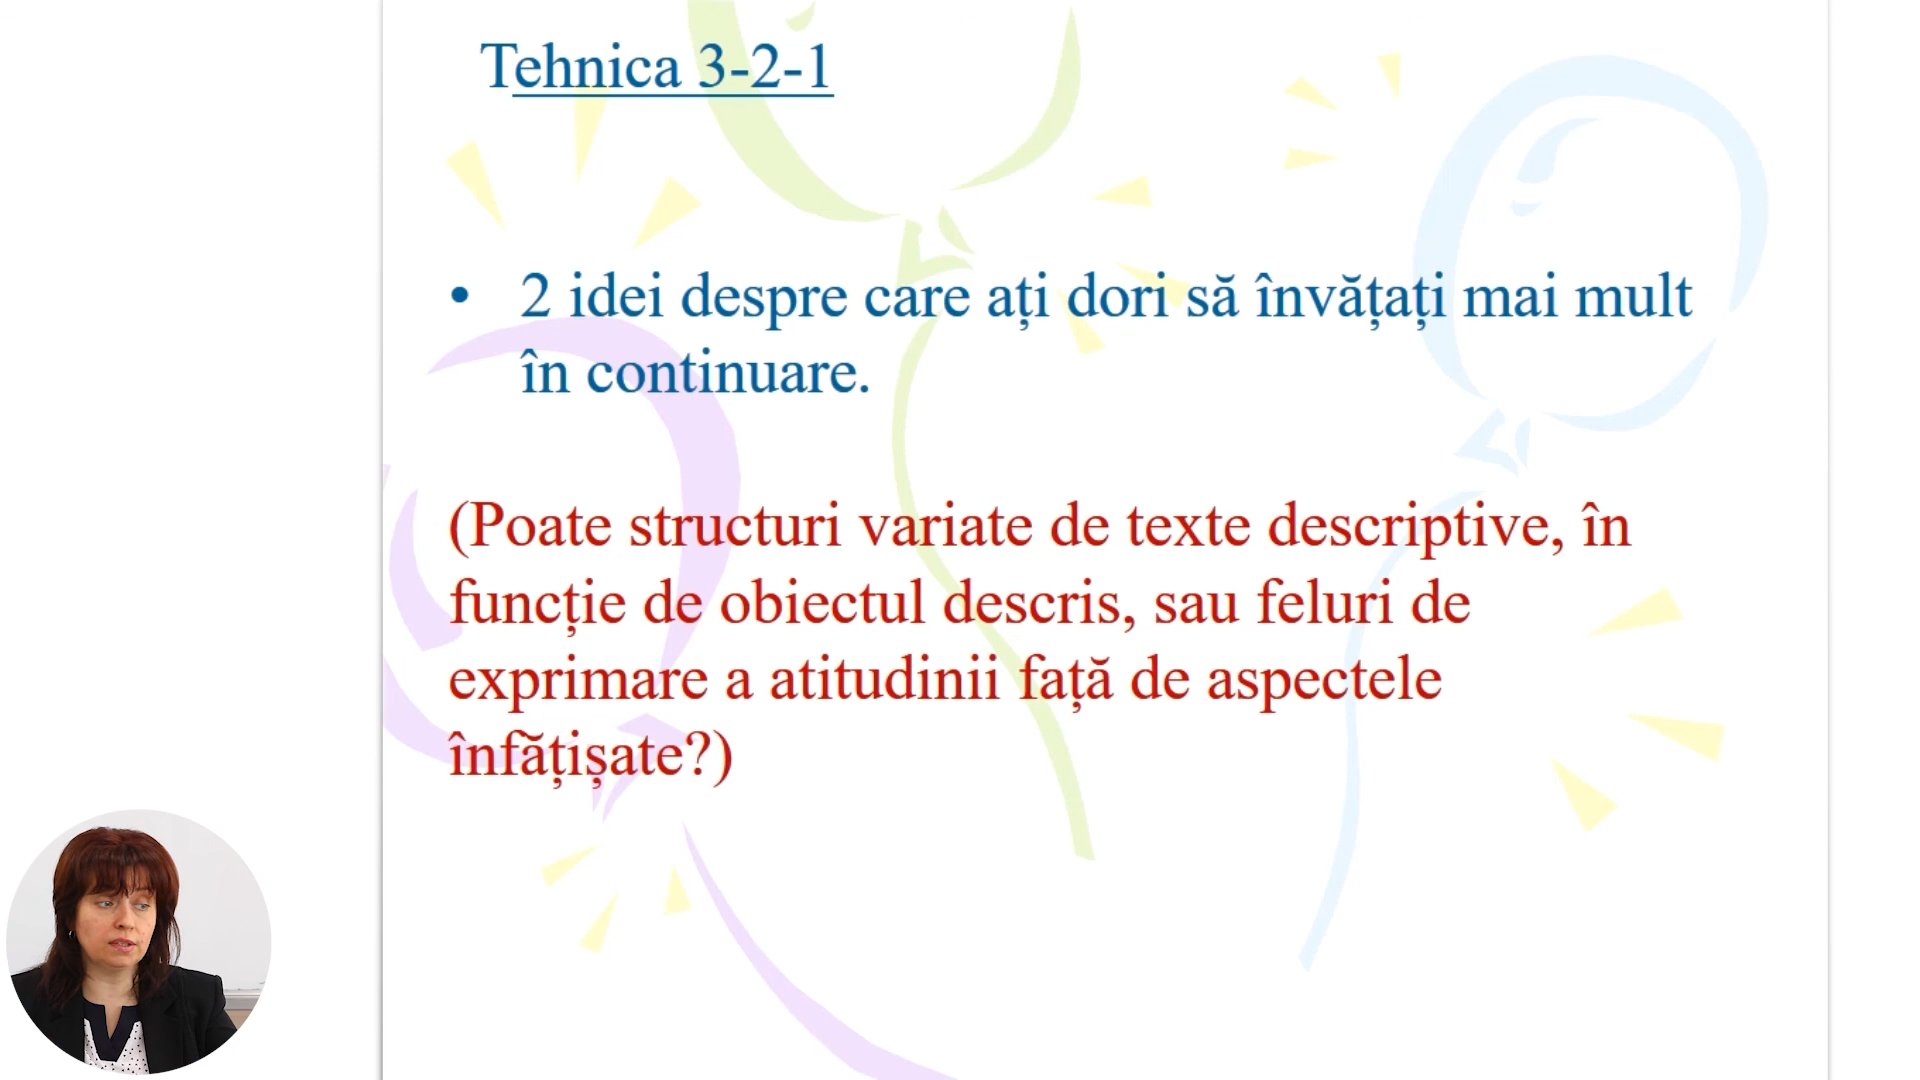 Tehnica 3-2-1
• 2 idei despre care ați dori să învățați mai mult
în continuare.
(Poate structuri variate de texte descriptive, în
funcție de obiectul descris, sau feluri de
exprimare a atitudinii față de aspectele
înfățișate?)